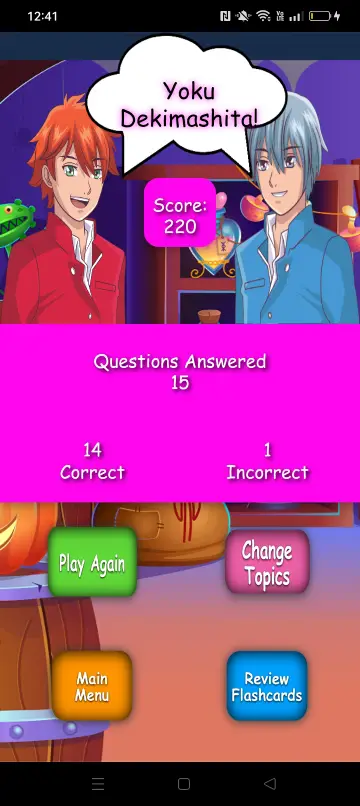 12:41
Yoku
Dekimashita!
Score:
220
Questions Answered
15
14
Correct
1
Incorrect
Play Again
Change
Topics
Main
Menu
Review
Flashcards